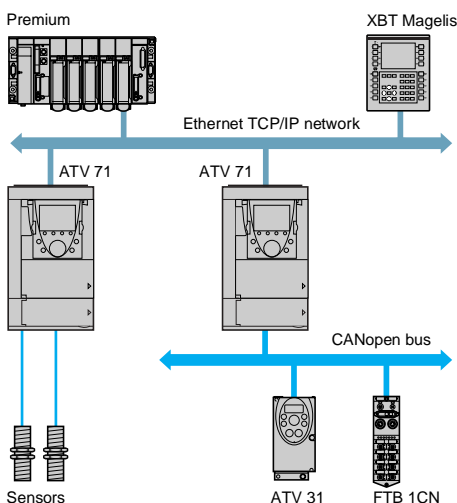 Premium
XBT Magelis
Ethernet TCP/IP network
ATV 71
ATV 71
CANopen bus
Sensors
ATV 31
FTB 1CN